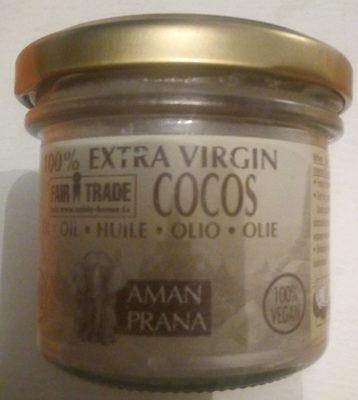 100% EXTRA VIRGIN
FAIR TRADE
COCOS
• OIL • HUILE • OLIO • OLIE
AMAN
PRANA
100%
VEGAN